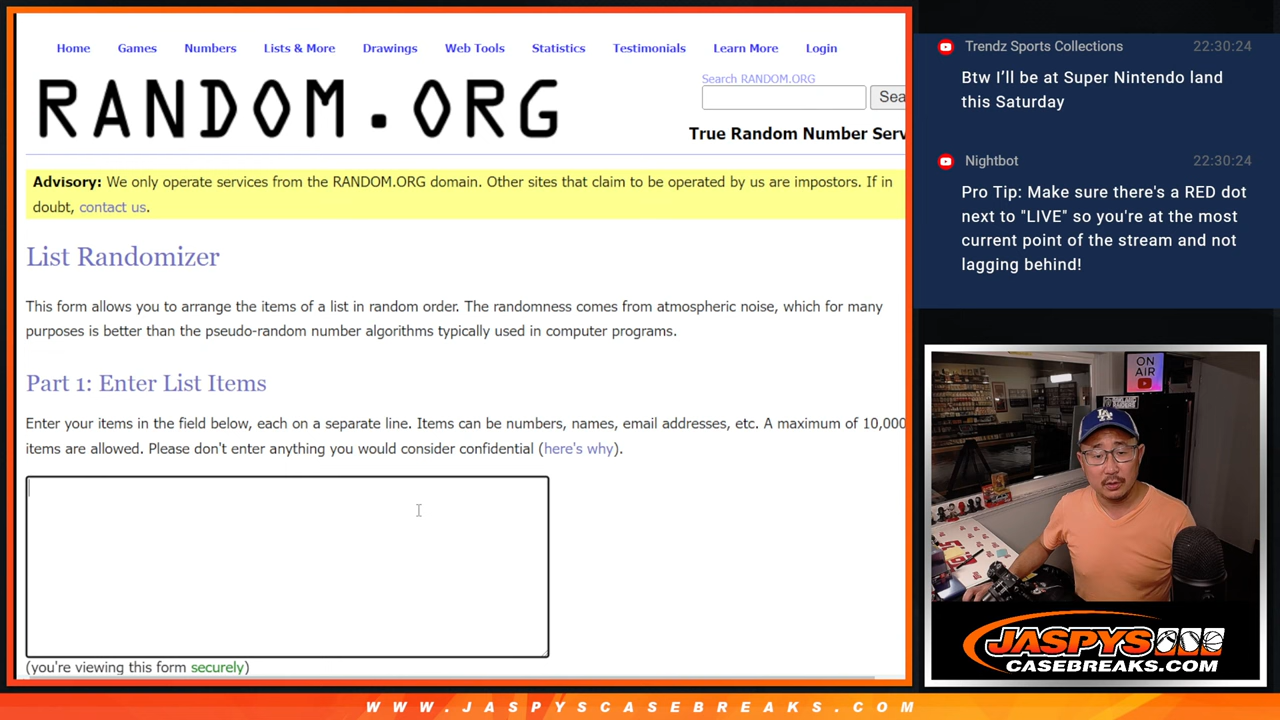 Home Games Numbers Lists & More Drawings Web Tools Statistics Testimonials Learn More Login
RANDOM.ORG
Search RANDOM.ORG
Sea
True Random Number Serv
Advisory: We only operate services from the RANDOM.ORG domain. Other sites that claim to be operated by us are impostors. If in
doubt, contact us.
List Randomizer
This form allows you to arrange the items of a list in random order. The randomness comes from atmospheric noise, which for many
purposes is better than the pseudo-random number algorithms typically used in computer programs.
Part 1: Enter List Items
Enter your items in the field below, each on a separate line. Items can be numbers, names, email addresses, etc. A maximum of 10,000
items are allowed. Please don't enter anything you would consider confidential (here's why).
(you're viewing this form securely)
Trendz Sports Collections 22:30:24
Btw I’ll be at Super Nintendo land
this Saturday
Nightbot 22:30:24
Pro Tip: Make sure there's a RED dot
next to "LIVE" so you're at the most
current point of the stream and not
lagging behind!
ON
AIR
LA
JASPYS
CASEBREAKS.COM
WWW.JASPYSCASEBREAKS.COM